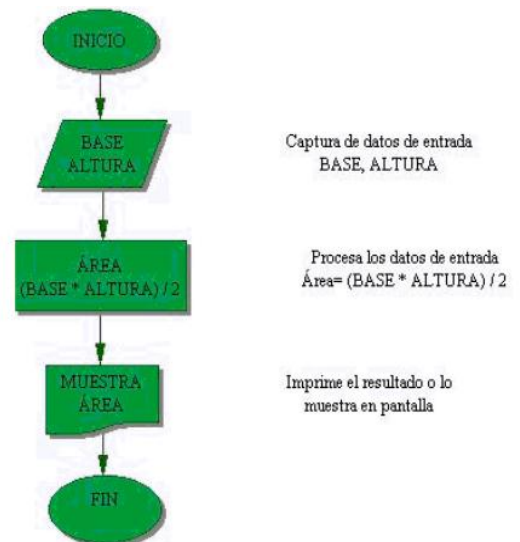 INICIO
BASE
ALTURA
Captura de datos de entrada
BASE, ALTURA
ÁREA
(BASE * ALTURA) / 2
Procesa los datos de entrada
Área= (BASE * ALTURA) / 2
MUESTRA
ÁREA
Imprime el resultado o lo
muestra en pantalla
FIN